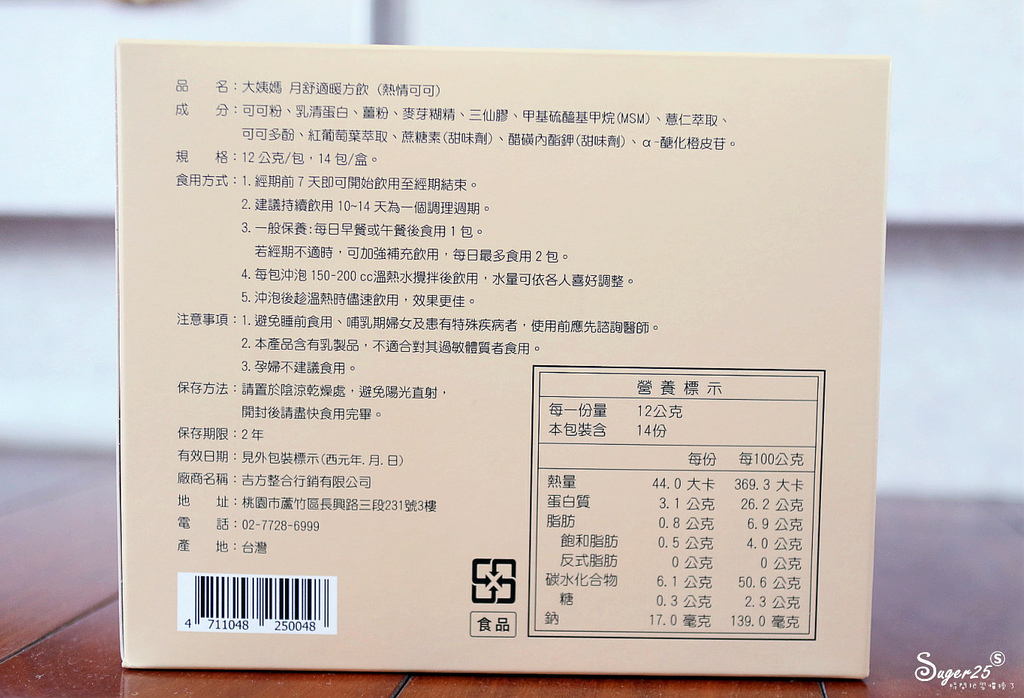 品　　名：大姨媽 月舒適暖方飲 (熱情可可)
成　　分：可可粉、乳清蛋白、薑粉、麥芽糊精、三仙膠、甲基硫醯基甲烷(MSM)、薏仁萃取、
可可多酚、紅葡萄葉萃取、蔗糖素(甜味劑)、醋磺內酯鉀(甜味劑)、α-醣化橙皮苷。
規　　格：12 公克/包，14 包/盒。
食用方式：1. 經期前 7 天即可開始飲用至經期結束。
2. 建議持續飲用 10~14 天為一個調理週期。
3. 一般保養:每日早餐或午餐後食用 1 包。
若經期不適時，可加強補充飲用，每日最多食用 2 包。
4. 每包沖泡 150-200 cc溫熱水攪拌後飲用，水量可依各人喜好調整。
5. 沖泡後趁溫熱時儘速飲用，效果更佳。
注意事項：1. 避免睡前食用、哺乳期婦女及患有特殊疾病者，使用前應先諮詢醫師。
2. 本產品含有乳製品，不適合對其過敏體質者食用。
3. 孕婦不建議食用。
保存方法：請置於陰涼乾燥處，避免陽光直射，
開封後請盡快食用完畢。
保存期限：2 年
有效日期：見外包裝標示(西元年.月.日)
廠商名稱：吉方整合行銷有限公司
地　　址：桃園市蘆竹區長興路三段231號3樓
電　　話：02-7728-6999
產　　地：台灣
4 711048 250048
食品
營養標示
每一份量 12公克
本包裝含 14份
每份 每100公克
熱量 44.0 大卡 369.3 大卡
蛋白質 3.1 公克 26.2 公克
脂肪 0.8 公克 6.9 公克
飽和脂肪 0.5 公克 4.0 公克
反式脂肪 0 公克 0 公克
碳水化合物 6.1 公克 50.6 公克
糖 0.3 公克 2.3 公克
鈉 17.0 毫克 139.0 毫克
Suger25